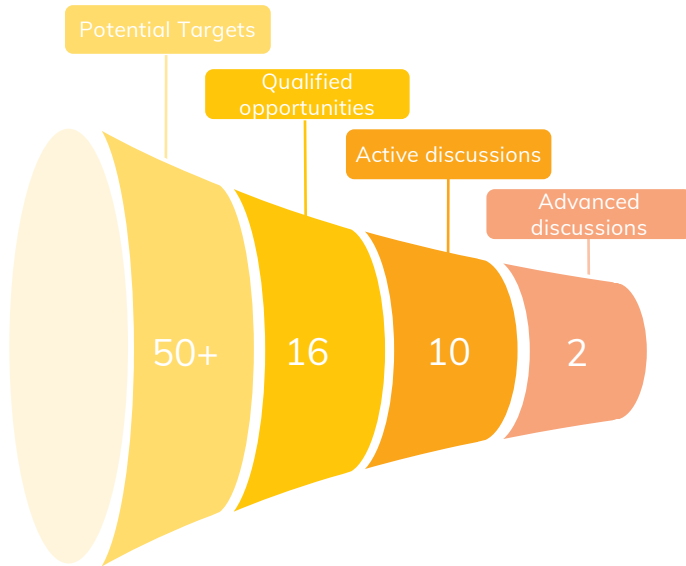 Potential Targets
Qualified
opportunities
Active discussions
Advanced
discussions
50+
16
10
2